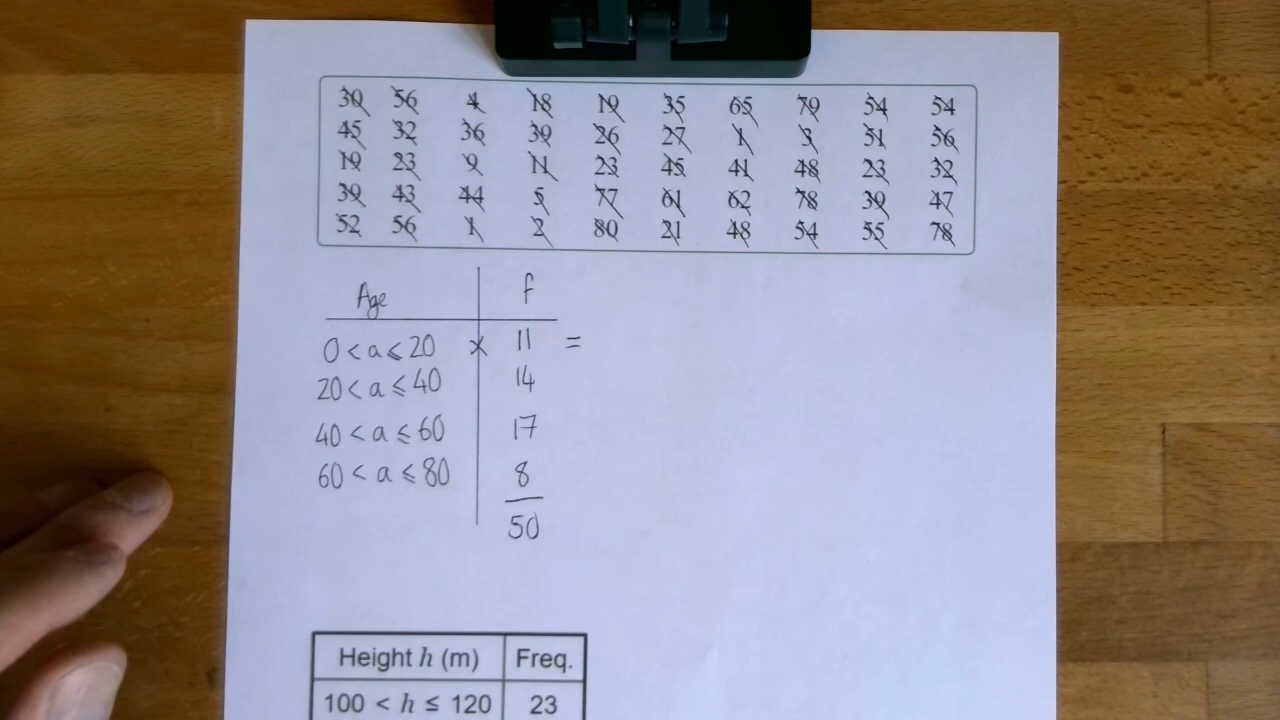 30 56 4 18 19 35 65 79 54 54
45 32 36 39 26 27 1 3 51 56
19 23 9 11 23 45 41 48 23 32
39 43 44 5 77 61 62 78 39 47
52 56 1 2 80 21 48 54 55 78
Age f
0 < a ≤ 20 × 11 =
20 < a ≤ 40 14
40 < a ≤ 60 17
60 < a ≤ 80 8
50
Height h (m) Freq.
100 < h ≤ 120 23